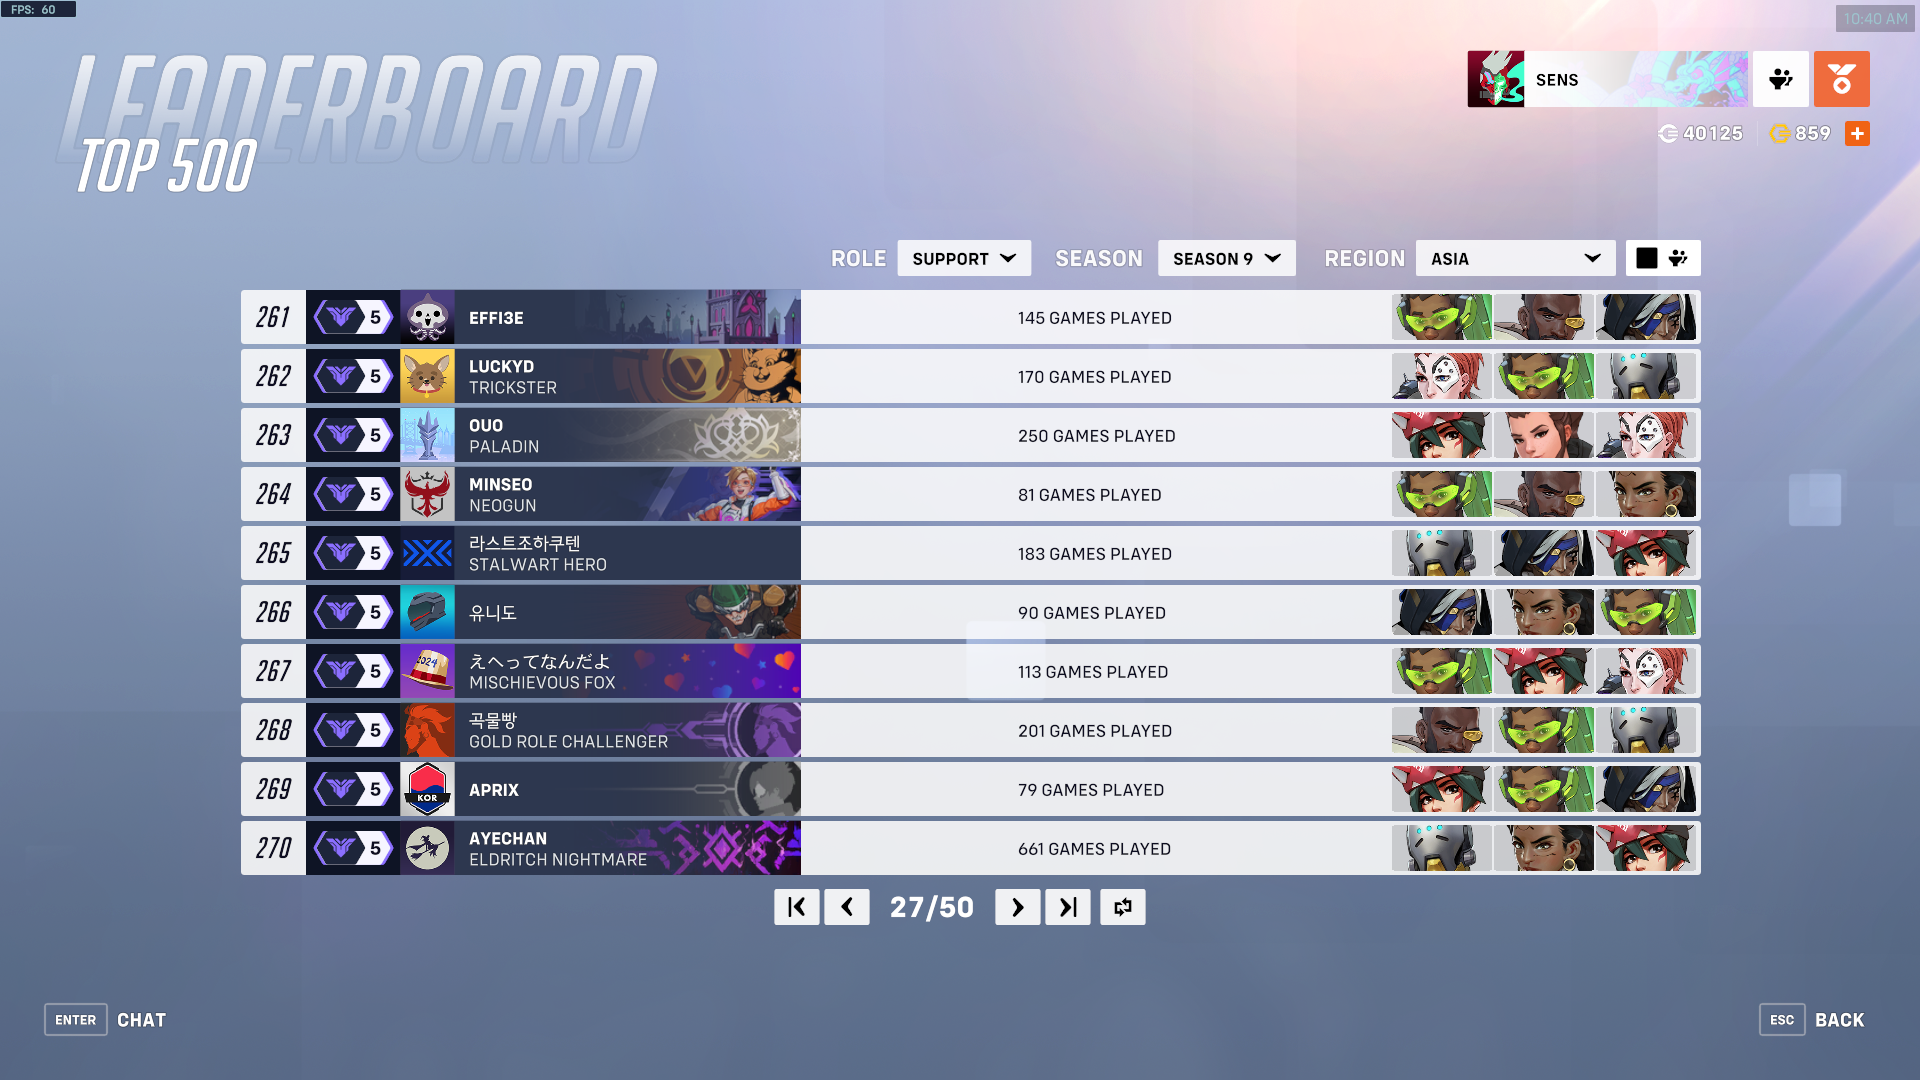 FPS: 60
10:40 AM
LEADERBOARD
TOP 500
SENS
40125
859
ROLE
SUPPORT
SEASON
SEASON 9
REGION
ASIA
261
5
EFFI3E
145 GAMES PLAYED
262
5
LUCKYD
TRICKSTER
170 GAMES PLAYED
263
5
OUO
PALADIN
250 GAMES PLAYED
264
5
MINSEO
NEOGUN
81 GAMES PLAYED
265
5
라스트조하쿠텐
STALWART HERO
183 GAMES PLAYED
266
5
유니도
90 GAMES PLAYED
267
5
2024
えへってなんだよ
MISCHIEVOUS FOX
113 GAMES PLAYED
268
5
곡물빵
GOLD ROLE CHALLENGER
201 GAMES PLAYED
269
5
KOR
APRIX
79 GAMES PLAYED
270
5
AYECHAN
ELDRITCH NIGHTMARE
661 GAMES PLAYED
27/50
ENTER
CHAT
ESC
BACK